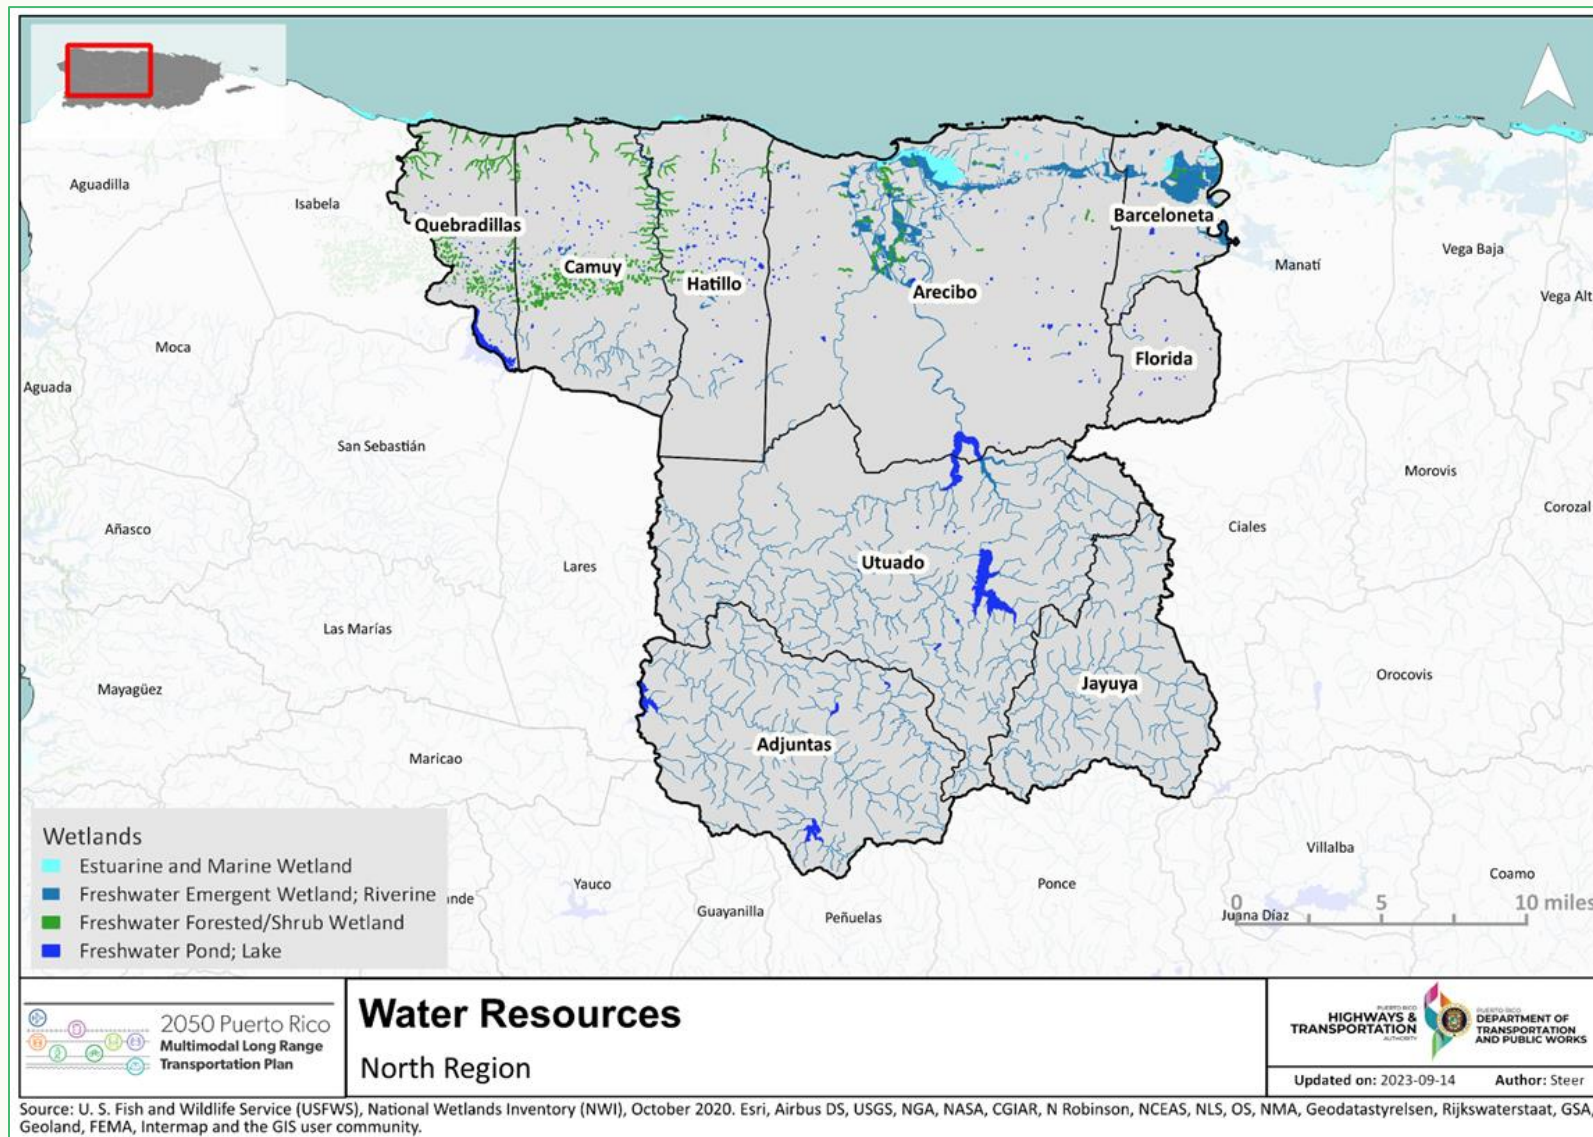 Aguadilla
Isabela
Quebradillas
Camuy
Hatillo
Arecibo
Barceloneta
Manatí
Vega Baja
Vega Alt
Moca
Florida
Aguada
San Sebastián
Morovis
Añasco
Corozal
Ciales
Lares
Utuado
Las Marías
Orocovis
Mayagüez
Jayuya
Adjuntas
Maricao
Villalba
Coamo
Yauco
Ponce
Guayanilla
Peñuelas
Juana Díaz
nde
0 5 10 miles
Wetlands
Estuarine and Marine Wetland
Freshwater Emergent Wetland; Riverine
Freshwater Forested/Shrub Wetland
Freshwater Pond; Lake
2050 Puerto Rico
Multimodal Long Range
Transportation Plan
Water Resources
North Region
PUERTO RICO
HIGHWAYS &
TRANSPORTATION
AUTHORITY
PUERTO RICO
DEPARTMENT OF
TRANSPORTATION
AND PUBLIC WORKS
Updated on: 2023-09-14 Author: Steer
Source: U. S. Fish and Wildlife Service (USFWS), National Wetlands Inventory (NWI), October 2020. Esri, Airbus DS, USGS, NGA, NASA, CGIAR, N Robinson, NCEAS, NLS, OS, NMA, Geodatastyrelsen, Rijkswaterstaat, GSA,
Geoland, FEMA, Intermap and the GIS user community.